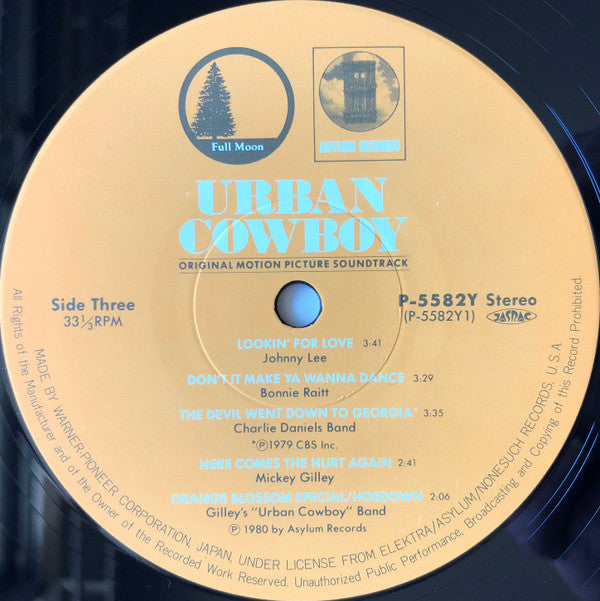 Full Moon
ASYLUM RECORDS
URBAN
COWBOY
ORIGINAL MOTION PICTURE SOUNDTRACK
Side Three
33⅓RPM
P-5582Y Stereo
(P-5582Y1)
JASRAC
LOOKIN' FOR LOVE 3:41
Johnny Lee
DON'T IT MAKE YA WANNA DANCE 3:29
Bonnie Raitt
THE DEVIL WENT DOWN TO GEORGIA* 3:35
Charlie Daniels Band
*Ⓟ1979 CBS Inc.
HERE COMES THE HURT AGAIN 2:41
Mickey Gilley
ORANGE BLOSSOM SPECIAL/HOEDOWN 2:06
Gilley's "Urban Cowboy" Band
Ⓟ 1980 by Asylum Records
MADE BY WARNER-PIONEER CORPORATION, JAPAN, UNDER LICENSE FROM ELEKTRA/ASYLUM/NONESUCH RECORDS, U.S.A.
All Rights of the Manufacturer and of the Owner of the Recorded Work Reserved. Unauthorized Public Performance, Broadcasting and Copying of this Record Prohibited.